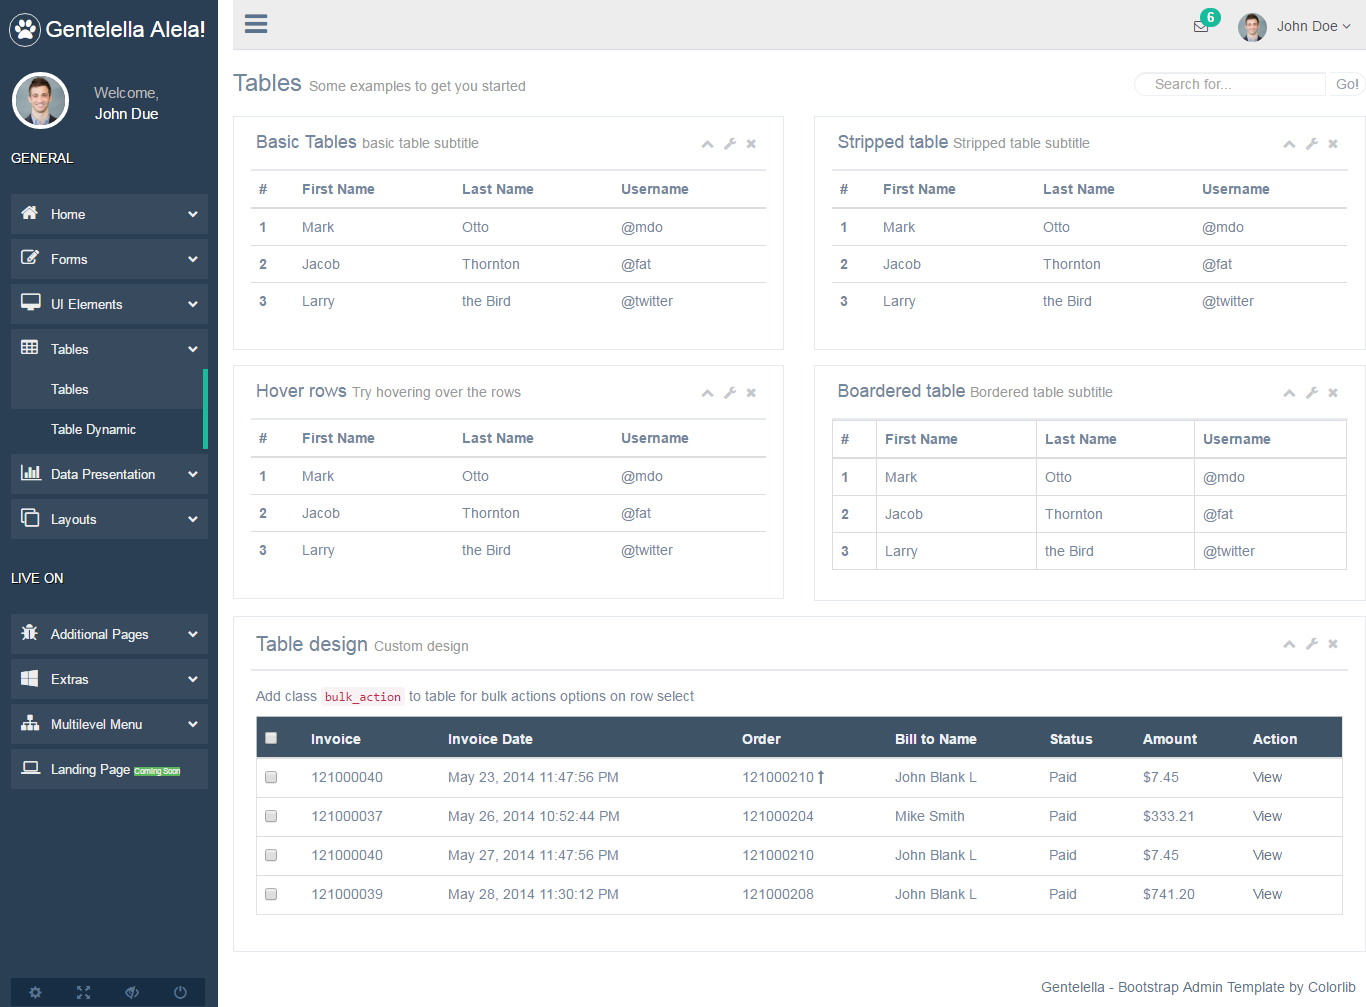 Gentelella Alela!
Welcome,
John Due
GENERAL
Home
Forms
UI Elements
Tables
Tables
Table Dynamic
Data Presentation
Layouts
LIVE ON
Additional Pages
Extras
Multilevel Menu
Landing Page Coming Soon
6
John Doe
Tables Some examples to get you started
Search for...
Go!
Basic Tables basic table subtitle
# First Name Last Name Username
1 Mark Otto @mdo
2 Jacob Thornton @fat
3 Larry the Bird @twitter
Stripped table Stripped table subtitle
# First Name Last Name Username
1 Mark Otto @mdo
2 Jacob Thornton @fat
3 Larry the Bird @twitter
Hover rows Try hovering over the rows
# First Name Last Name Username
1 Mark Otto @mdo
2 Jacob Thornton @fat
3 Larry the Bird @twitter
Boardered table Bordered table subtitle
# First Name Last Name Username
1 Mark Otto @mdo
2 Jacob Thornton @fat
3 Larry the Bird @twitter
Table design Custom design
Add class bulk_action to table for bulk actions options on row select
Invoice Invoice Date Order Bill to Name Status Amount Action
121000040 May 23, 2014 11:47:56 PM 121000210 John Blank L Paid $7.45 View
121000037 May 26, 2014 10:52:44 PM 121000204 Mike Smith Paid $333.21 View
121000040 May 27, 2014 11:47:56 PM 121000210 John Blank L Paid $7.45 View
121000039 May 28, 2014 11:30:12 PM 121000208 John Blank L Paid $741.20 View
Gentelella - Bootstrap Admin Template by Colorlib